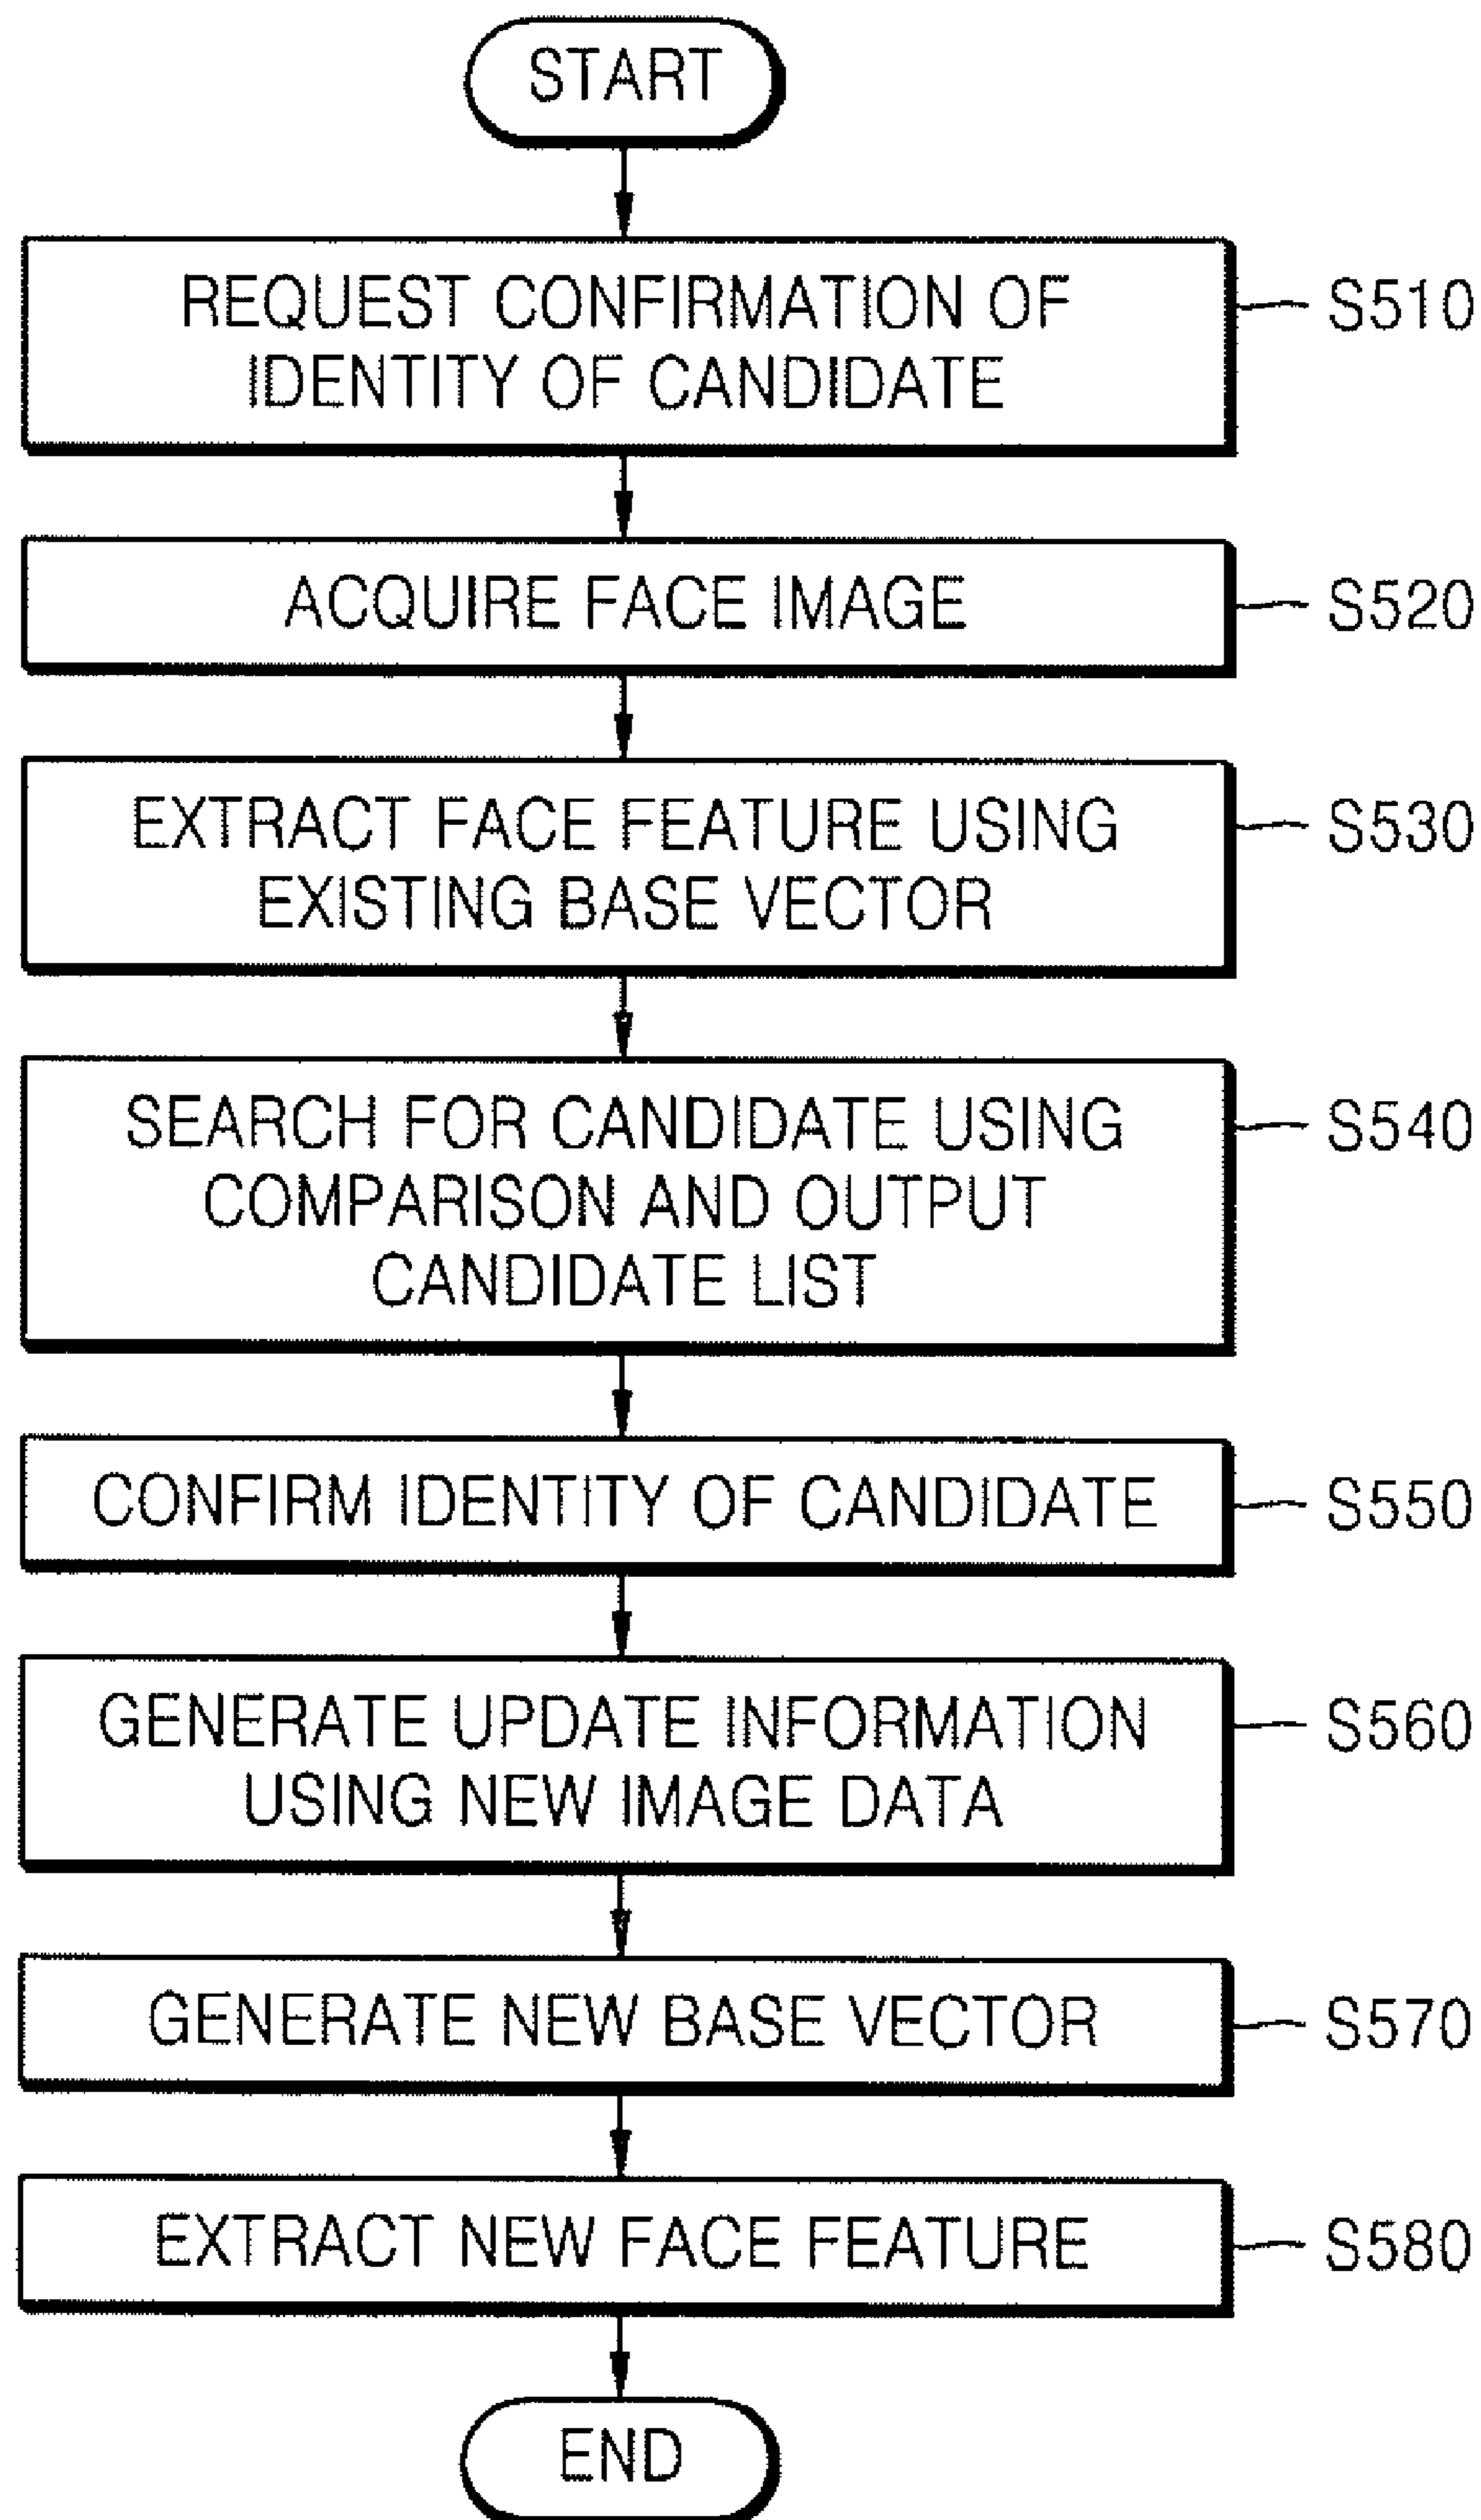 START
REQUEST CONFIRMATION OF
IDENTITY OF CANDIDATE
S510
ACQUIRE FACE IMAGE
S520
EXTRACT FACE FEATURE USING
EXISTING BASE VECTOR
S530
SEARCH FOR CANDIDATE USING
COMPARISON AND OUTPUT
CANDIDATE LIST
S540
CONFIRM IDENTITY OF CANDIDATE
S550
GENERATE UPDATE INFORMATION
USING NEW IMAGE DATA
S560
GENERATE NEW BASE VECTOR
S570
EXTRACT NEW FACE FEATURE
S580
END